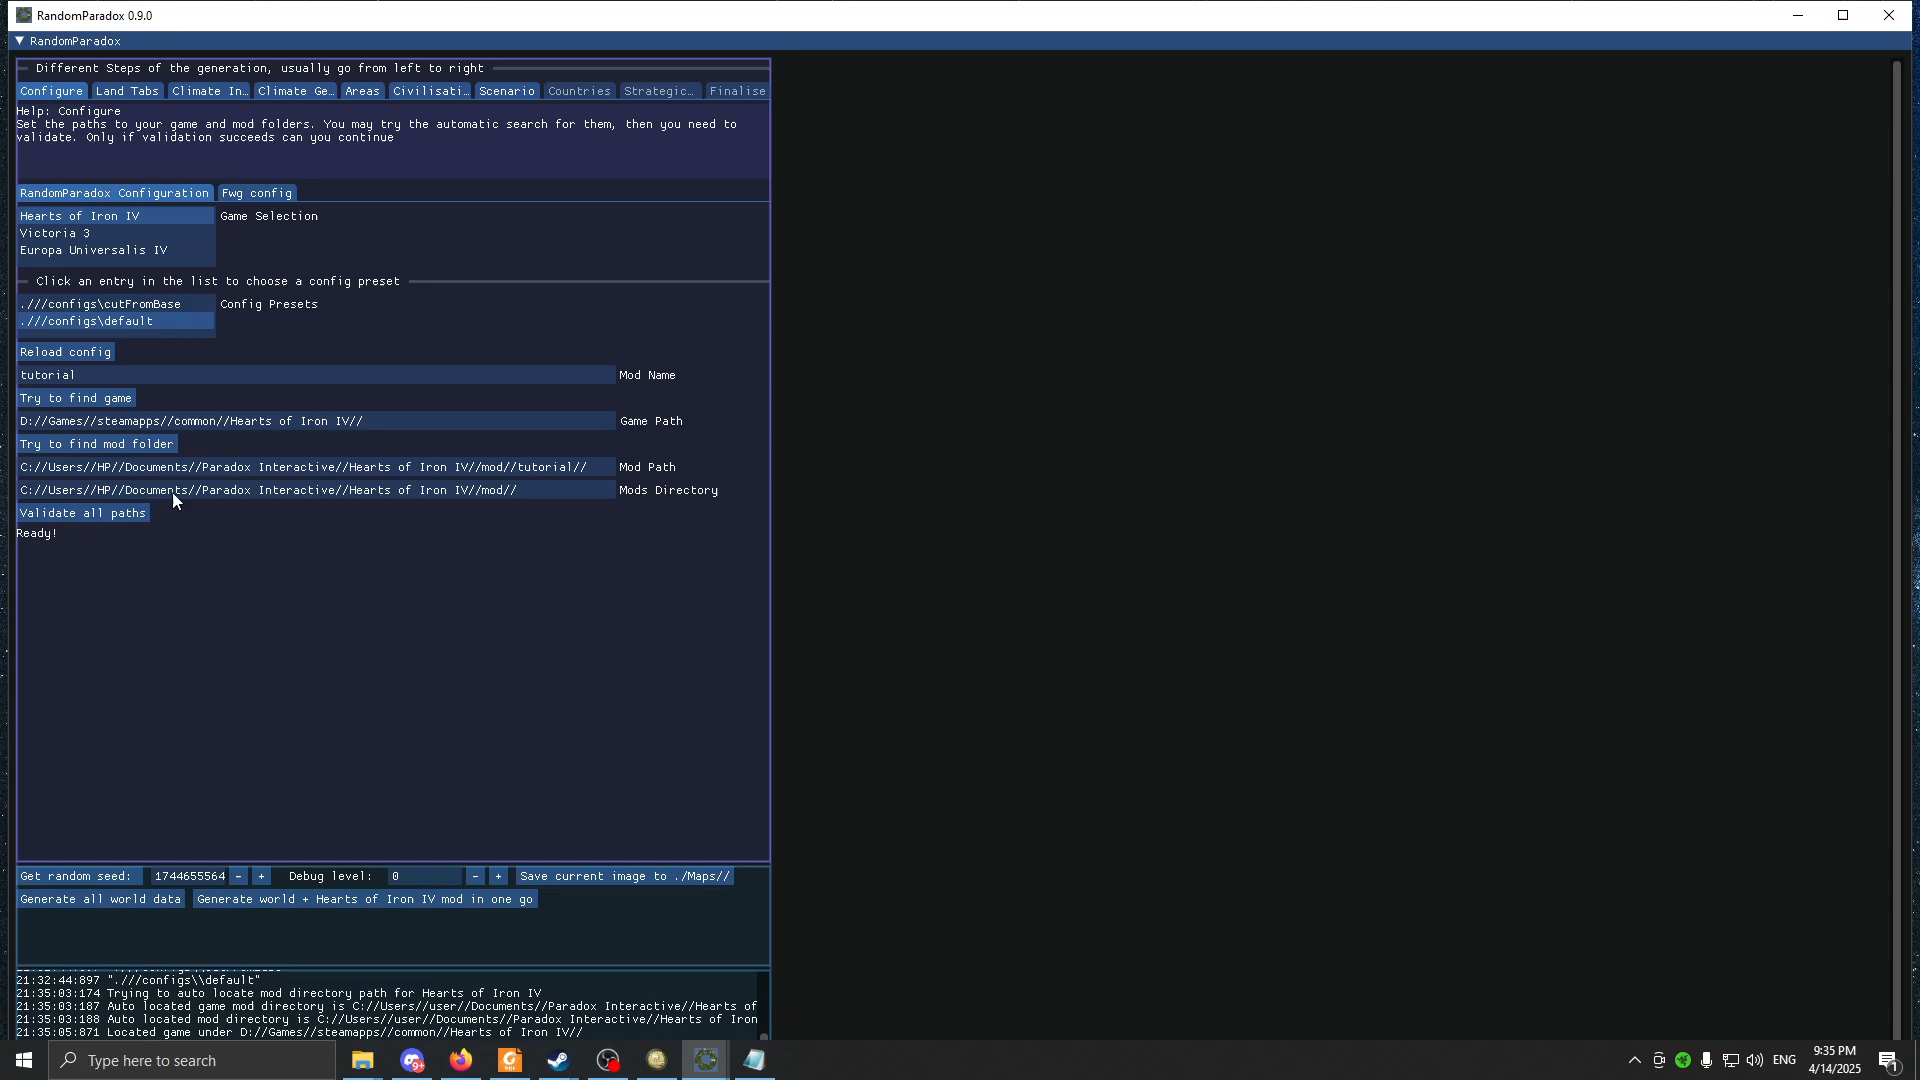 RandomParadox 0.9.0
RandomParadox
Different Steps of the generation, usually go from left to right
Configure Land Tabs Climate In… Climate Ge… Areas Civilisati… Scenario Countries Strategic… Finalise
Help: Configure
Set the paths to your game and mod folders. You may try the automatic search for them, then you need to
validate. Only if validation succeeds can you continue
RandomParadox Configuration Fwg config
Hearts of Iron IV Game Selection
Victoria 3
Europa Universalis IV
Click an entry in the list to choose a config preset
.///configs\cutFromBase Config Presets
.///configs\default
Reload config
tutorial Mod Name
Try to find game
D://Games//steamapps//common//Hearts of Iron IV// Game Path
Try to find mod folder
C://Users//HP//Documents//Paradox Interactive//Hearts of Iron IV//mod//tutorial// Mod Path
C://Users//HP//Documents//Paradox Interactive//Hearts of Iron IV//mod// Mods Directory
Validate all paths
Ready!
Get random seed: 1744655564 - + Debug level: 0 - + Save current image to ./Maps//
Generate all world data Generate world + Hearts of Iron IV mod in one go
21:32:44:897 ".///configs\\default"
21:35:03:174 Trying to auto locate mod directory path for Hearts of Iron IV
21:35:03:187 Auto located game mod directory is C://Users//user//Documents//Paradox Interactive//Hearts of
21:35:03:188 Auto located mod directory is C://Users//user//Documents//Paradox Interactive//Hearts of Iron
21:35:05:871 Located game under D://Games//steamapps//common//Hearts of Iron IV//
Type here to search
9+
ENG
9:35 PM
4/14/2025
1